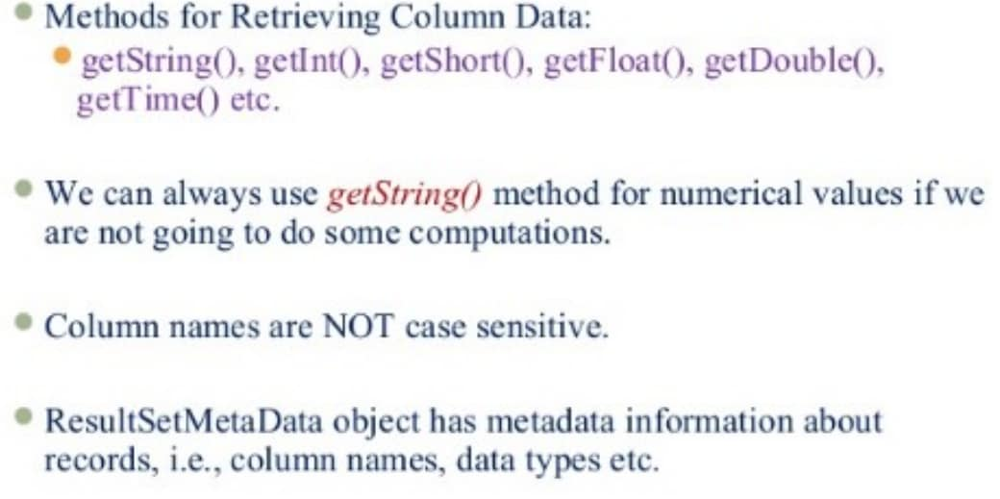 Methods for Retrieving Column Data:
getString(), getInt(), getShort(), getFloat(), getDouble(),
getTime() etc.
We can always use getString() method for numerical values if we
are not going to do some computations.
Column names are NOT case sensitive.
ResultSetMetaData object has metadata information about
records, i.e., column names, data types etc.